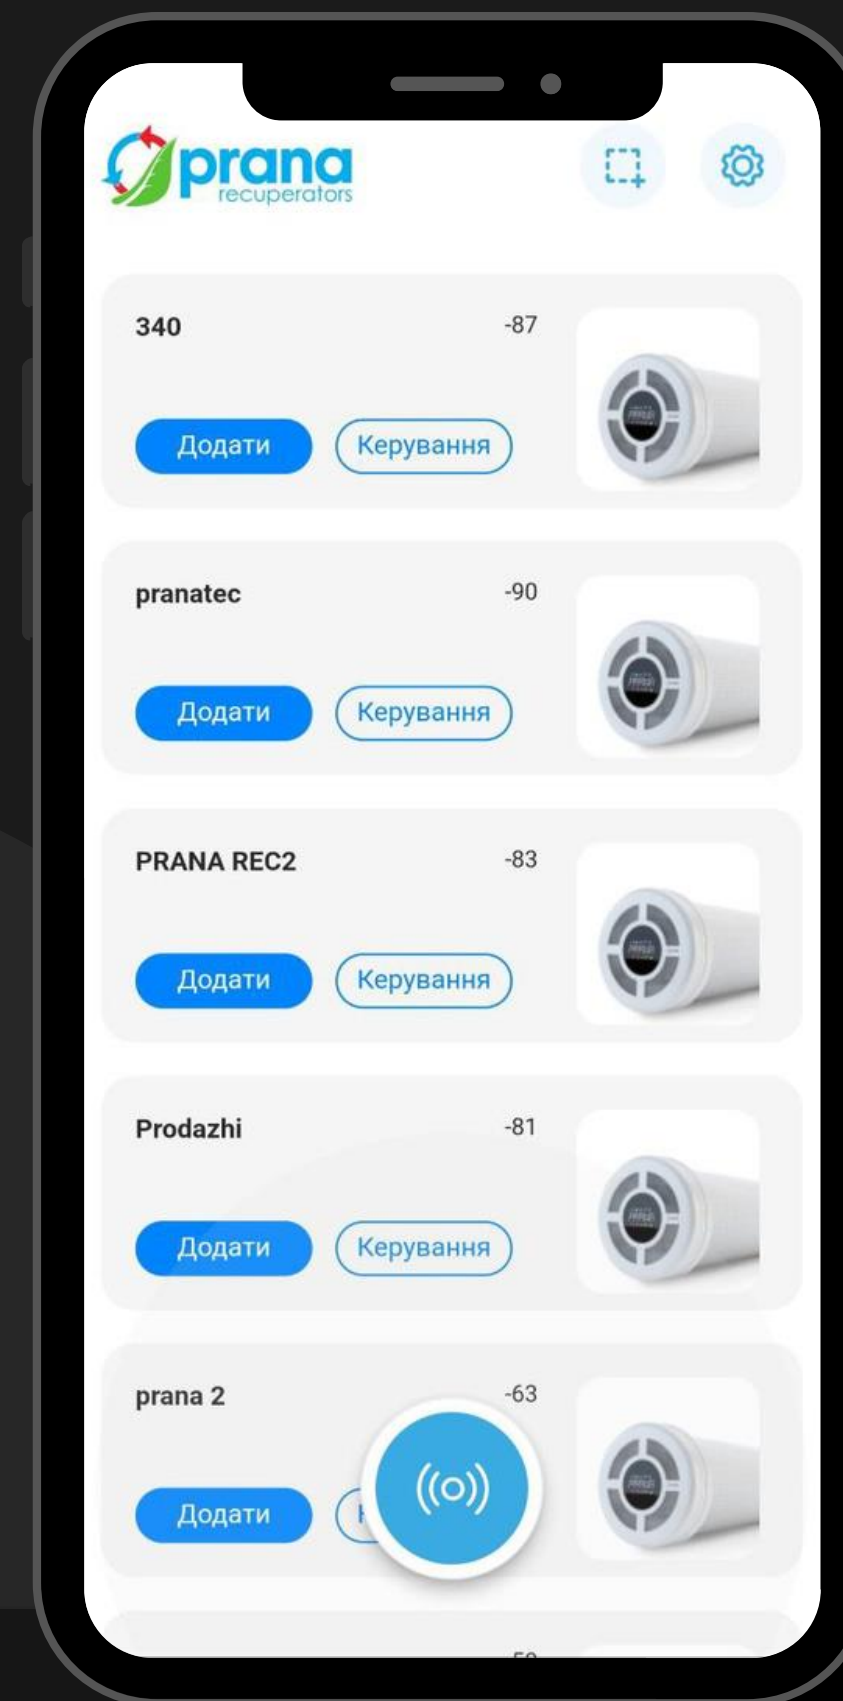 prana
recuperators
340 -87
Додати Керування
pranatec -90
Додати Керування
PRANA REC2 -83
Додати Керування
Prodazhi -81
Додати Керування
prana 2 -63
Додати